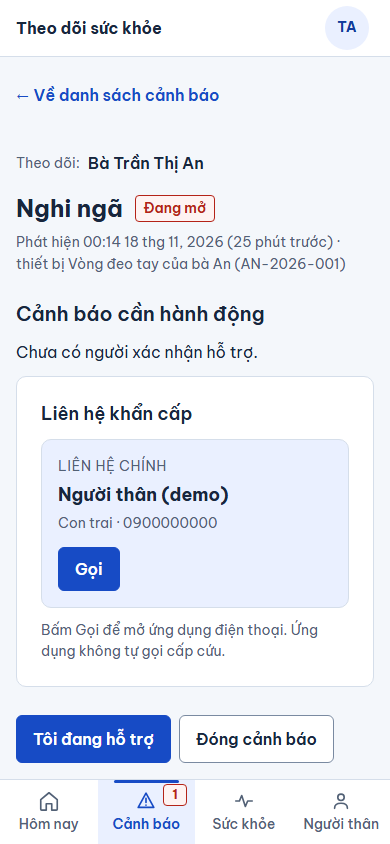 Theo dõi sức khỏe
TA
← Về danh sách cảnh báo
Theo dõi: Bà Trần Thị An
Nghi ngã Đang mở
Phát hiện 00:14 18 thg 11, 2026 (25 phút trước) ·
thiết bị Vòng đeo tay của bà An (AN-2026-001)
Cảnh báo cần hành động
Chưa có người xác nhận hỗ trợ.
Liên hệ khẩn cấp
LIÊN HỆ CHÍNH
Người thân (demo)
Con trai · 0900000000
Gọi
Bấm Gọi để mở ứng dụng điện thoại. Ứng
dụng không tự gọi cấp cứu.
Tôi đang hỗ trợ Đóng cảnh báo
1
Hôm nay Cảnh báo Sức khỏe Người thân